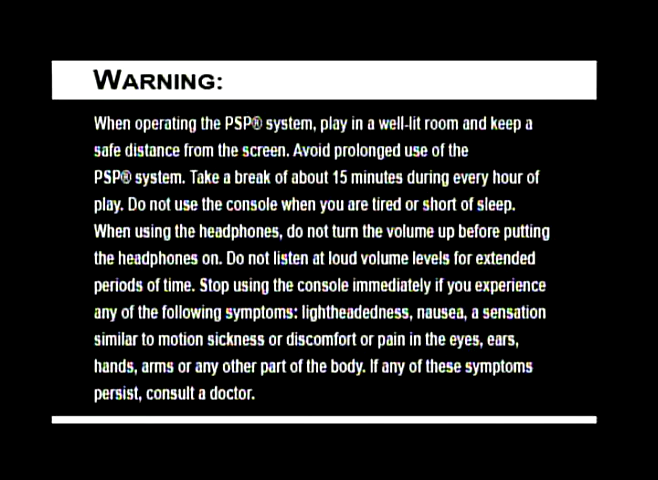 WARNING:
When operating the PSP® system, play in a well-lit room and keep a
safe distance from the screen. Avoid prolonged use of the
PSP® system. Take a break of about 15 minutes during every hour of
play. Do not use the console when you are tired or short of sleep.
When using the headphones, do not turn the volume up before putting
the headphones on. Do not listen at loud volume levels for extended
periods of time. Stop using the console immediately if you experience
any of the following symptoms: lightheadedness, nausea, a sensation
similar to motion sickness or discomfort or pain in the eyes, ears,
hands, arms or any other part of the body. If any of these symptoms
persist, consult a doctor.